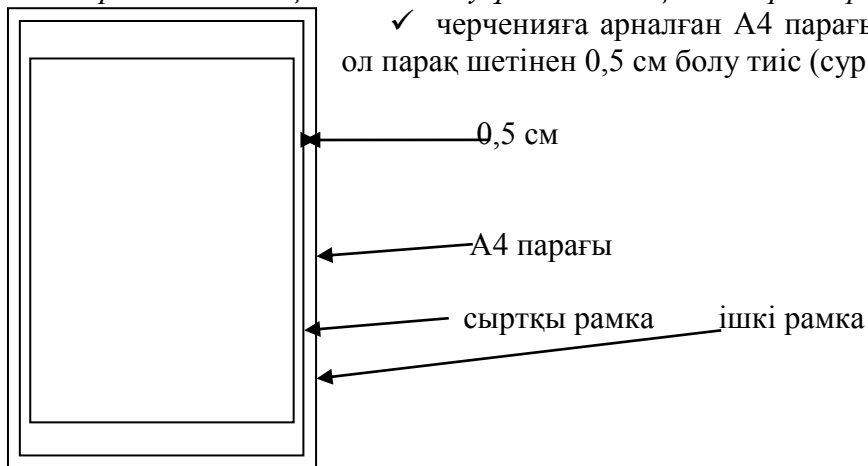 ✓ черченияға арналған А4 парағы
ол парақ шетінен 0,5 см болу тиіс (сур
0,5 см
А4 парағы
сыртқы рамка ішкі рамка